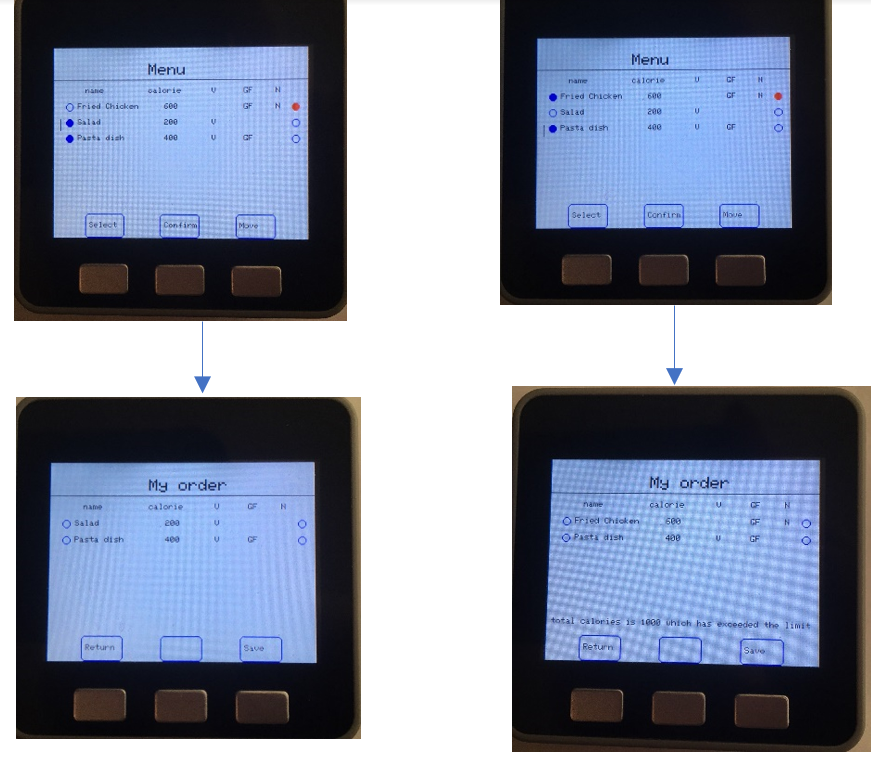 Menu
name calorie V GF N
Fried Chicken 600 GF N
Salad 200 V
Pasta dish 400 V GF
Select Confirm Move
Menu
name calorie V GF N
Fried Chicken 600 GF N
Salad 200 V
Pasta dish 400 V GF
Select Confirm Move
My order
name calorie V GF N
Salad 200 V
Pasta dish 400 V GF
Return Save
My order
name calorie V GF N
Fried Chicken 600 GF N
Pasta dish 400 V GF
total calories is 1000 which has exceeded the limit
Return Save